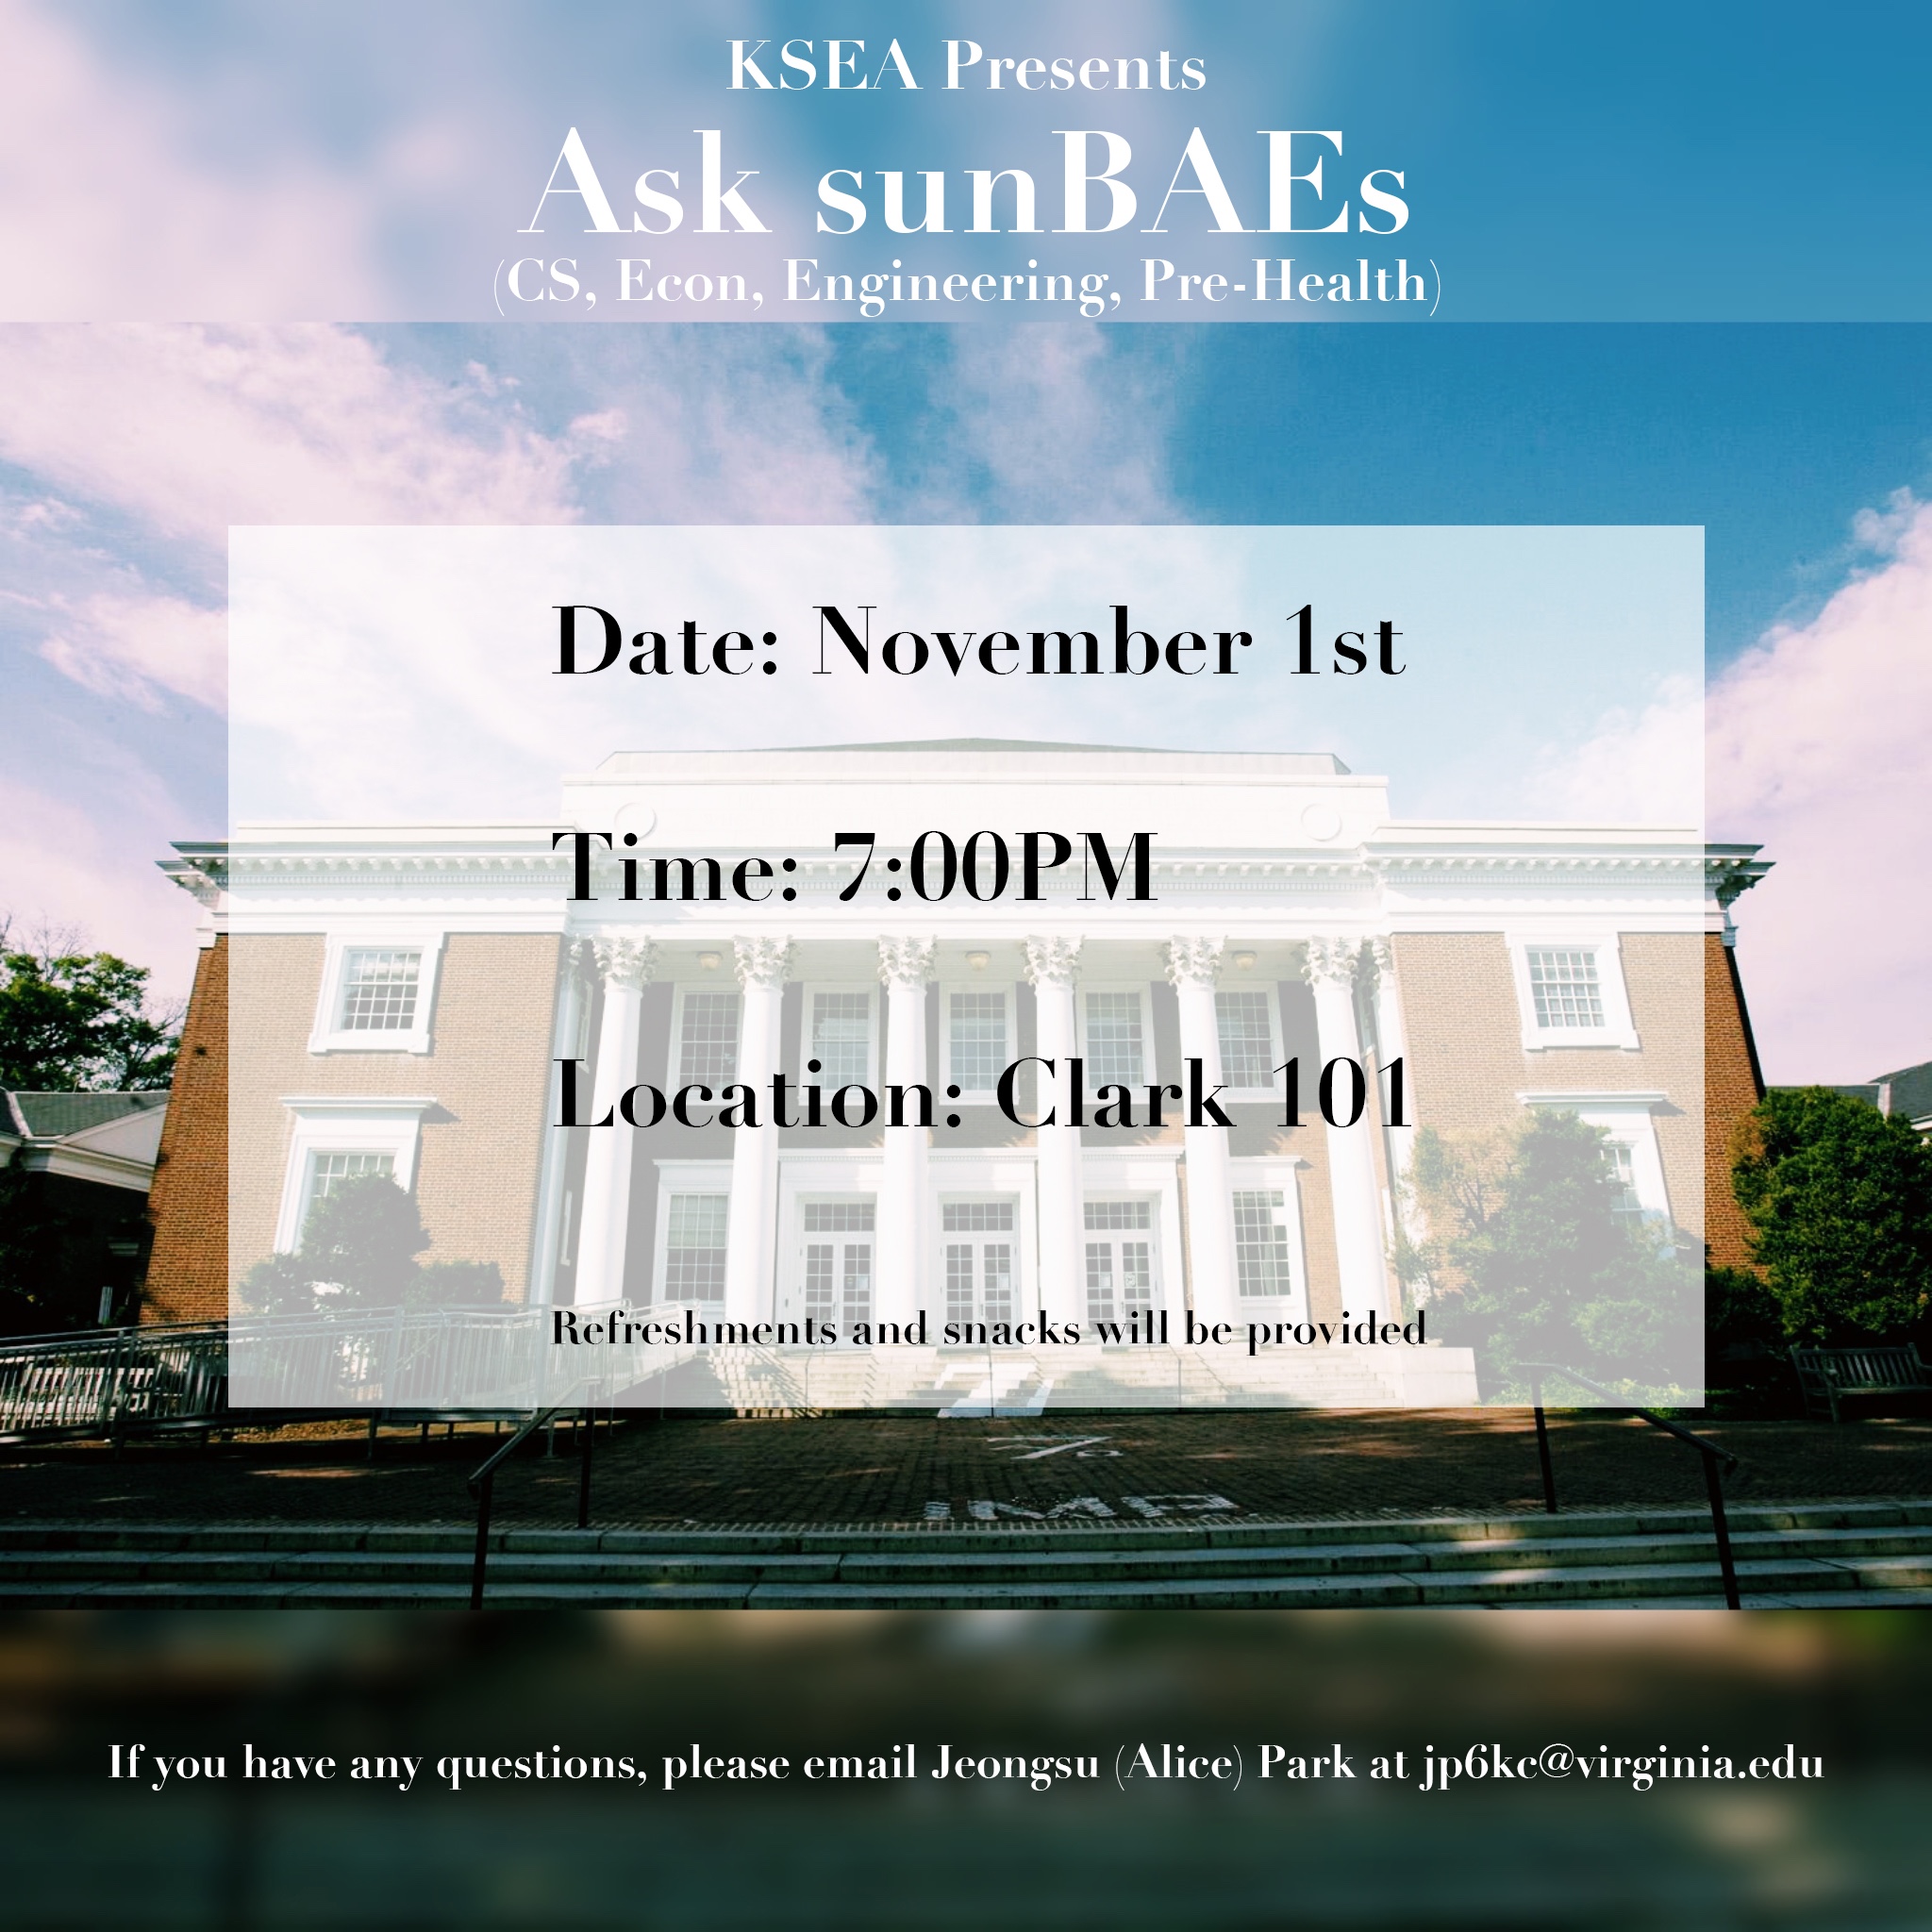 KSEA Presents
Ask sunBAEs
(CS, Econ, Engineering, Pre-Health)
Date: November 1st
Time: 7:00PM
Location: Clark 101
Refreshments and snacks will be provided
IMP
If you have any questions, please email Jeongsu (Alice) Park at jp6kc@virginia.edu